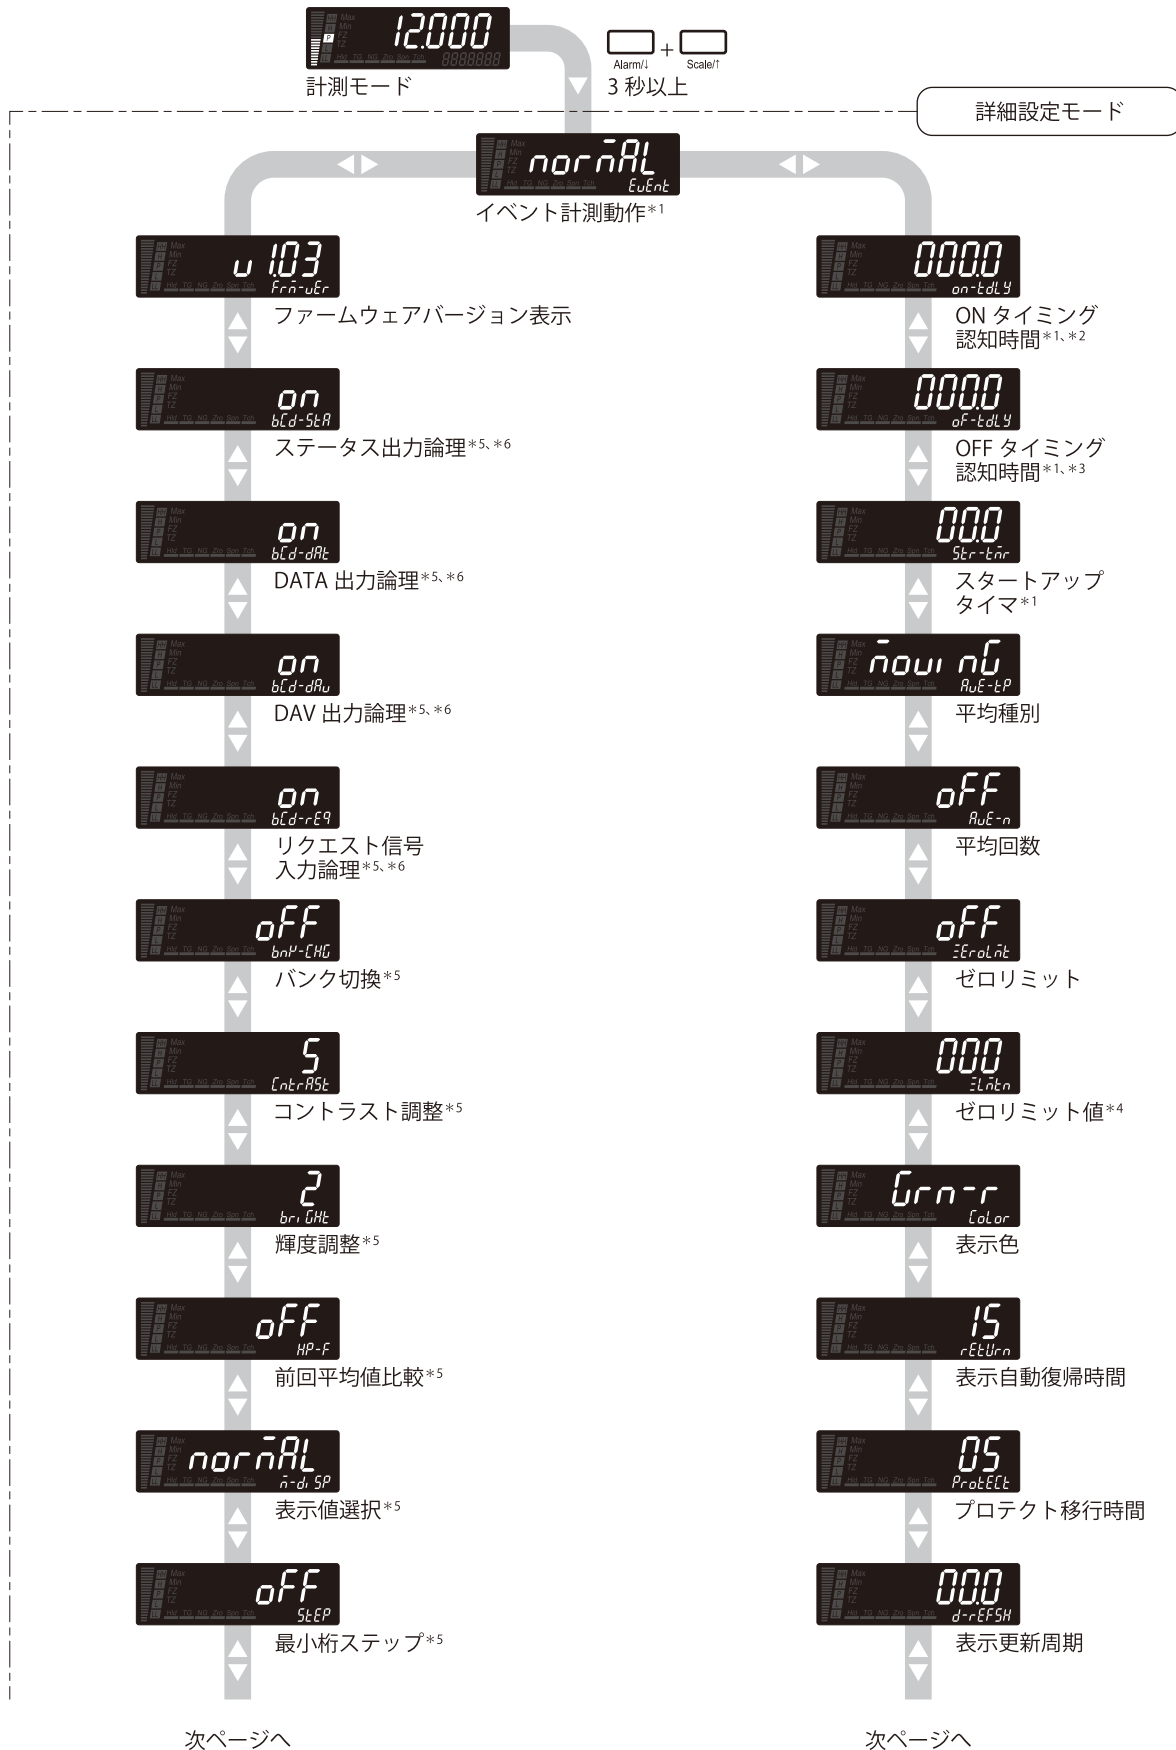 12.000
計測モード
Alarm/↓ + Scale/↑
3 秒以上
詳細設定モード
normAL
EvEnt
イベント計測動作*1
v 1.03
Frm-vEr
ファームウェアバージョン表示
on
bCd-StA
ステータス出力論理*5、*6
on
bCd-dAt
DATA 出力論理*5、*6
on
bCd-dAv
DAV 出力論理*5、*6
on
bCd-rEq
リクエスト信号
入力論理*5、*6
oFF
bnK-CHG
バンク切換*5
5
CntrASt
コントラスト調整*5
2
briGHt
輝度調整*5
oFF
HP-F
前回平均値比較*5
normAL
m-diSP
表示値選択*5
oFF
StEP
最小桁ステップ*5
次ページへ
000.0
on-tdLY
ON タイミング
認知時間*1、*2
000.0
oF-tdLY
OFF タイミング
認知時間*1、*3
00.0
Str-tmr
スタートアップ
タイマ*1
movinG
AvE-tP
平均種別
oFF
AvE-n
平均回数
oFF
ZEroLmt
ゼロリミット
000
ZLmtn
ゼロリミット値*4
Grn-r
CoLor
表示色
15
rEtUrn
表示自動復帰時間
05
ProtECt
プロテクト移行時間
00.0
d-rEFSH
表示更新周期
次ページへ